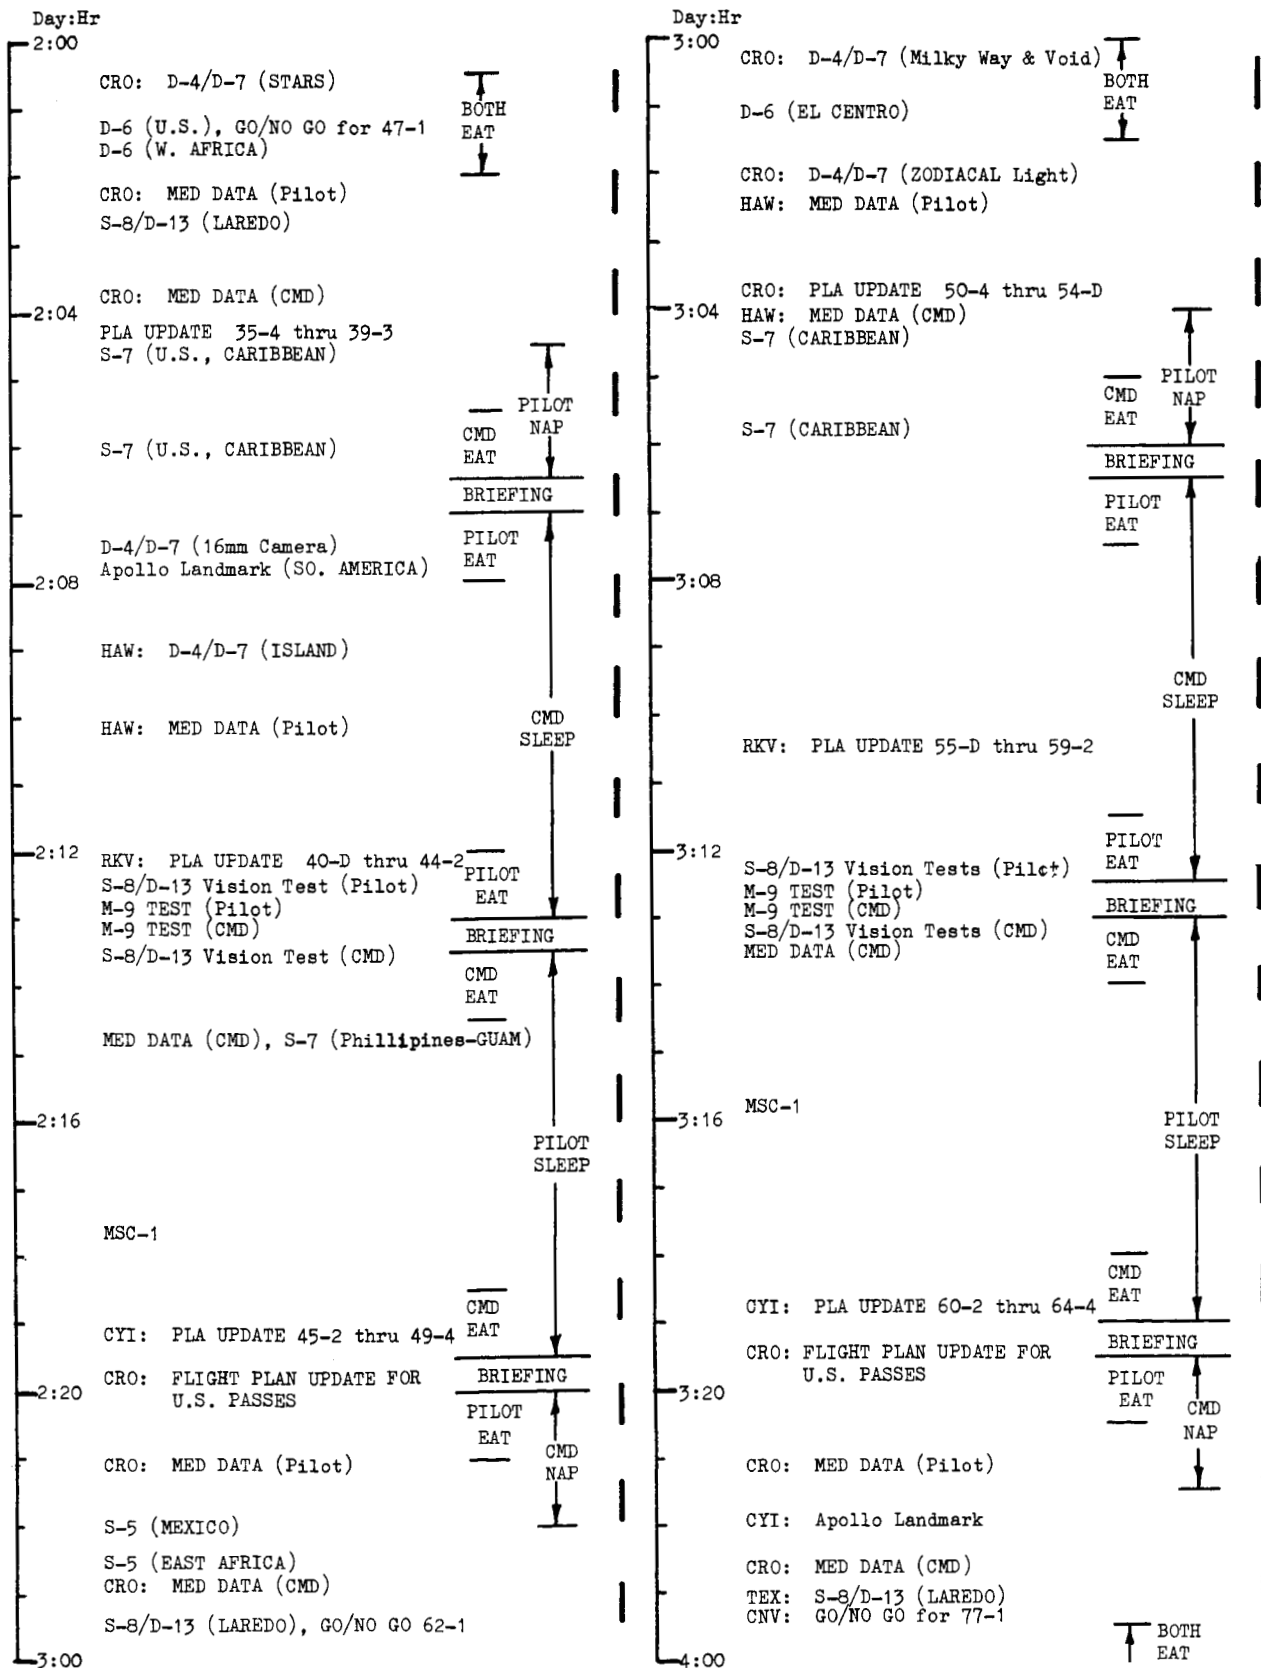 Day:Hr
2:00
CRO: D-4/D-7 (STARS)
BOTH
EAT
D-6 (U.S.), GO/NO GO for 47-1
D-6 (W. AFRICA)
CRO: MED DATA (Pilot)
S-8/D-13 (LAREDO)
CRO: MED DATA (CMD)
2:04
PLA UPDATE 35-4 thru 39-3
S-7 (U.S., CARIBBEAN)
PILOT
NAP
CMD
EAT
S-7 (U.S., CARIBBEAN)
BRIEFING
PILOT
EAT
D-4/D-7 (16mm Camera)
Apollo Landmark (SO. AMERICA)
2:08
HAW: D-4/D-7 (ISLAND)
HAW: MED DATA (Pilot)
CMD
SLEEP
2:12
RKV: PLA UPDATE 40-D thru 44-2
PILOT
EAT
S-8/D-13 Vision Test (Pilot)
M-9 TEST (Pilot)
M-9 TEST (CMD)
BRIEFING
S-8/D-13 Vision Test (CMD)
CMD
EAT
MED DATA (CMD), S-7 (Phillipines-GUAM)
2:16
PILOT
SLEEP
MSC-1
CMD
EAT
CYI: PLA UPDATE 45-2 thru 49-4
BRIEFING
CRO: FLIGHT PLAN UPDATE FOR
U.S. PASSES
2:20
PILOT
EAT
CMD
NAP
CRO: MED DATA (Pilot)
S-5 (MEXICO)
S-5 (EAST AFRICA)
CRO: MED DATA (CMD)
S-8/D-13 (LAREDO), GO/NO GO 62-1
3:00
Day:Hr
3:00
CRO: D-4/D-7 (Milky Way & Void)
BOTH
EAT
D-6 (EL CENTRO)
CRO: D-4/D-7 (ZODIACAL Light)
HAW: MED DATA (Pilot)
CRO: PLA UPDATE 50-4 thru 54-D
3:04
HAW: MED DATA (CMD)
S-7 (CARIBBEAN)
PILOT
NAP
CMD
EAT
S-7 (CARIBBEAN)
BRIEFING
PILOT
EAT
3:08
CMD
SLEEP
RKV: PLA UPDATE 55-D thru 59-2
PILOT
EAT
3:12
S-8/D-13 Vision Tests (Pilot)
M-9 TEST (Pilot)
M-9 TEST (CMD)
BRIEFING
S-8/D-13 Vision Tests (CMD)
MED DATA (CMD)
CMD
EAT
MSC-1
3:16
PILOT
SLEEP
CMD
EAT
CYI: PLA UPDATE 60-2 thru 64-4
BRIEFING
CRO: FLIGHT PLAN UPDATE FOR
U.S. PASSES
3:20
PILOT
EAT
CMD
NAP
CRO: MED DATA (Pilot)
CYI: Apollo Landmark
CRO: MED DATA (CMD)
TEX: S-8/D-13 (LAREDO)
CNV: GO/NO GO for 77-1
BOTH
EAT
4:00